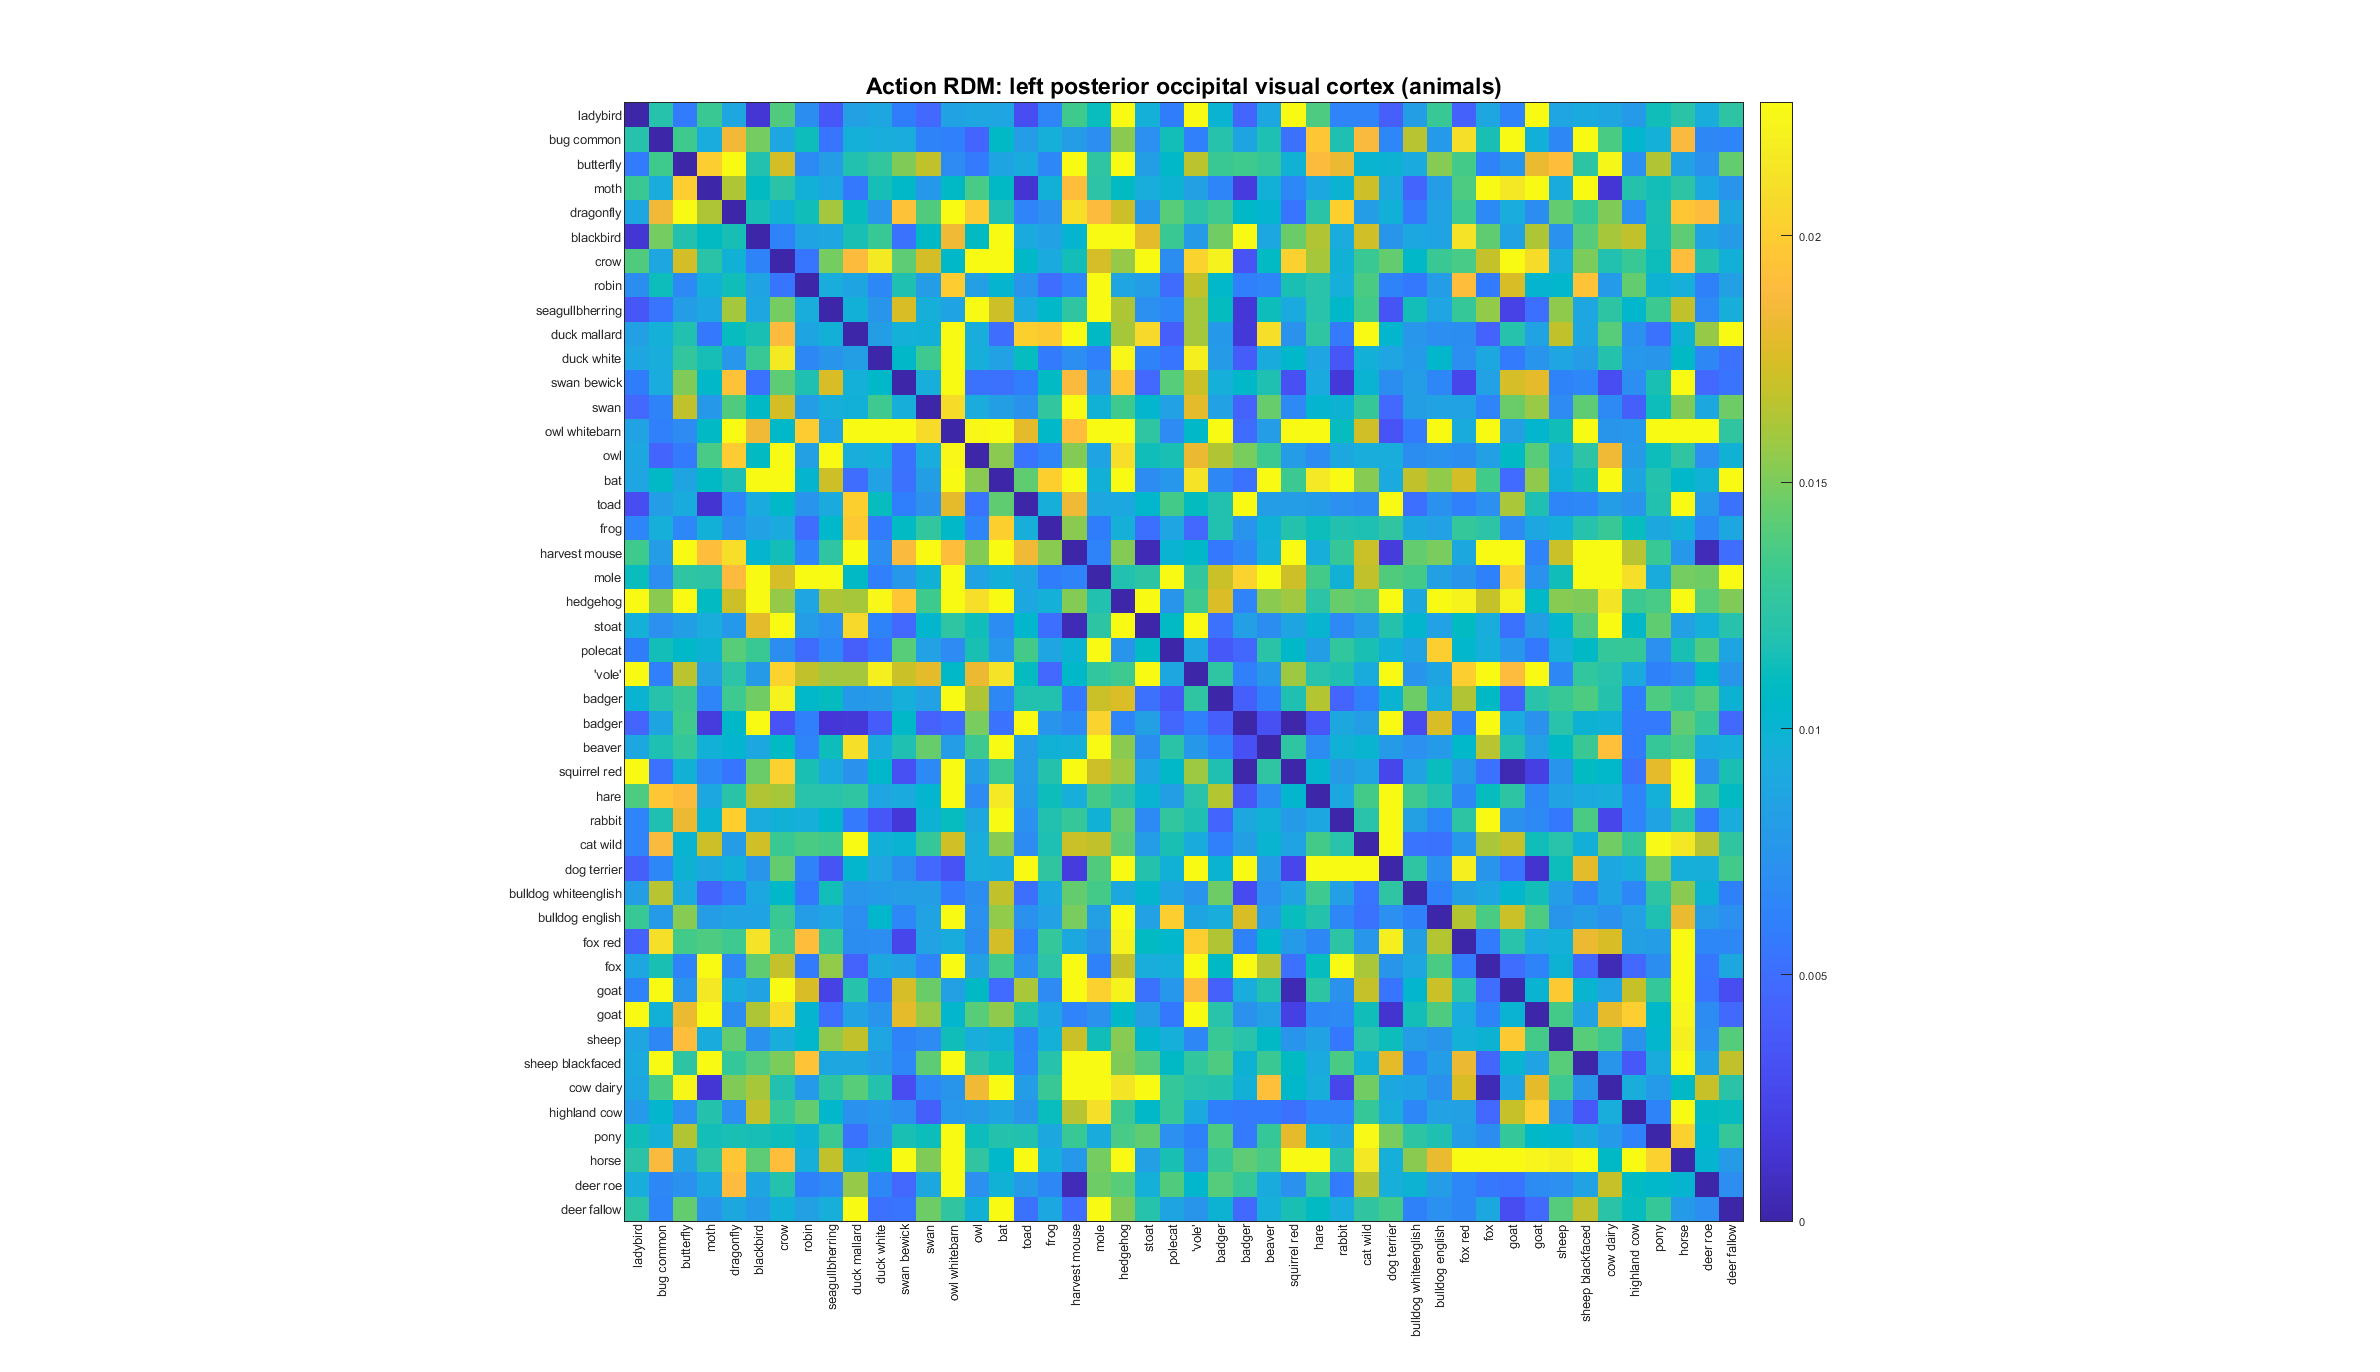 Action RDM: left posterior occipital visual cortex (animals)
ladybird
bug common
butterfly
moth
dragonfly
blackbird
crow
robin
seagullbherring
duck mallard
duck white
swan bewick
swan
owl whitebarn
owl
bat
toad
frog
harvest mouse
mole
hedgehog
stoat
polecat
'vole'
badger
badger
beaver
squirrel red
hare
rabbit
cat wild
dog terrier
bulldog whiteenglish
bulldog english
fox red
fox
goat
goat
sheep
sheep blackfaced
cow dairy
highland cow
pony
horse
deer roe
deer fallow
ladybird
bug common
butterfly
moth
dragonfly
blackbird
crow
robin
seagullbherring
duck mallard
duck white
swan bewick
swan
owl whitebarn
owl
bat
toad
frog
harvest mouse
mole
hedgehog
stoat
polecat
'vole'
badger
badger
beaver
squirrel red
hare
rabbit
cat wild
dog terrier
bulldog whiteenglish
bulldog english
fox red
fox
goat
goat
sheep
sheep blackfaced
cow dairy
highland cow
pony
horse
deer roe
deer fallow
0.02
0.015
0.01
0.005
0